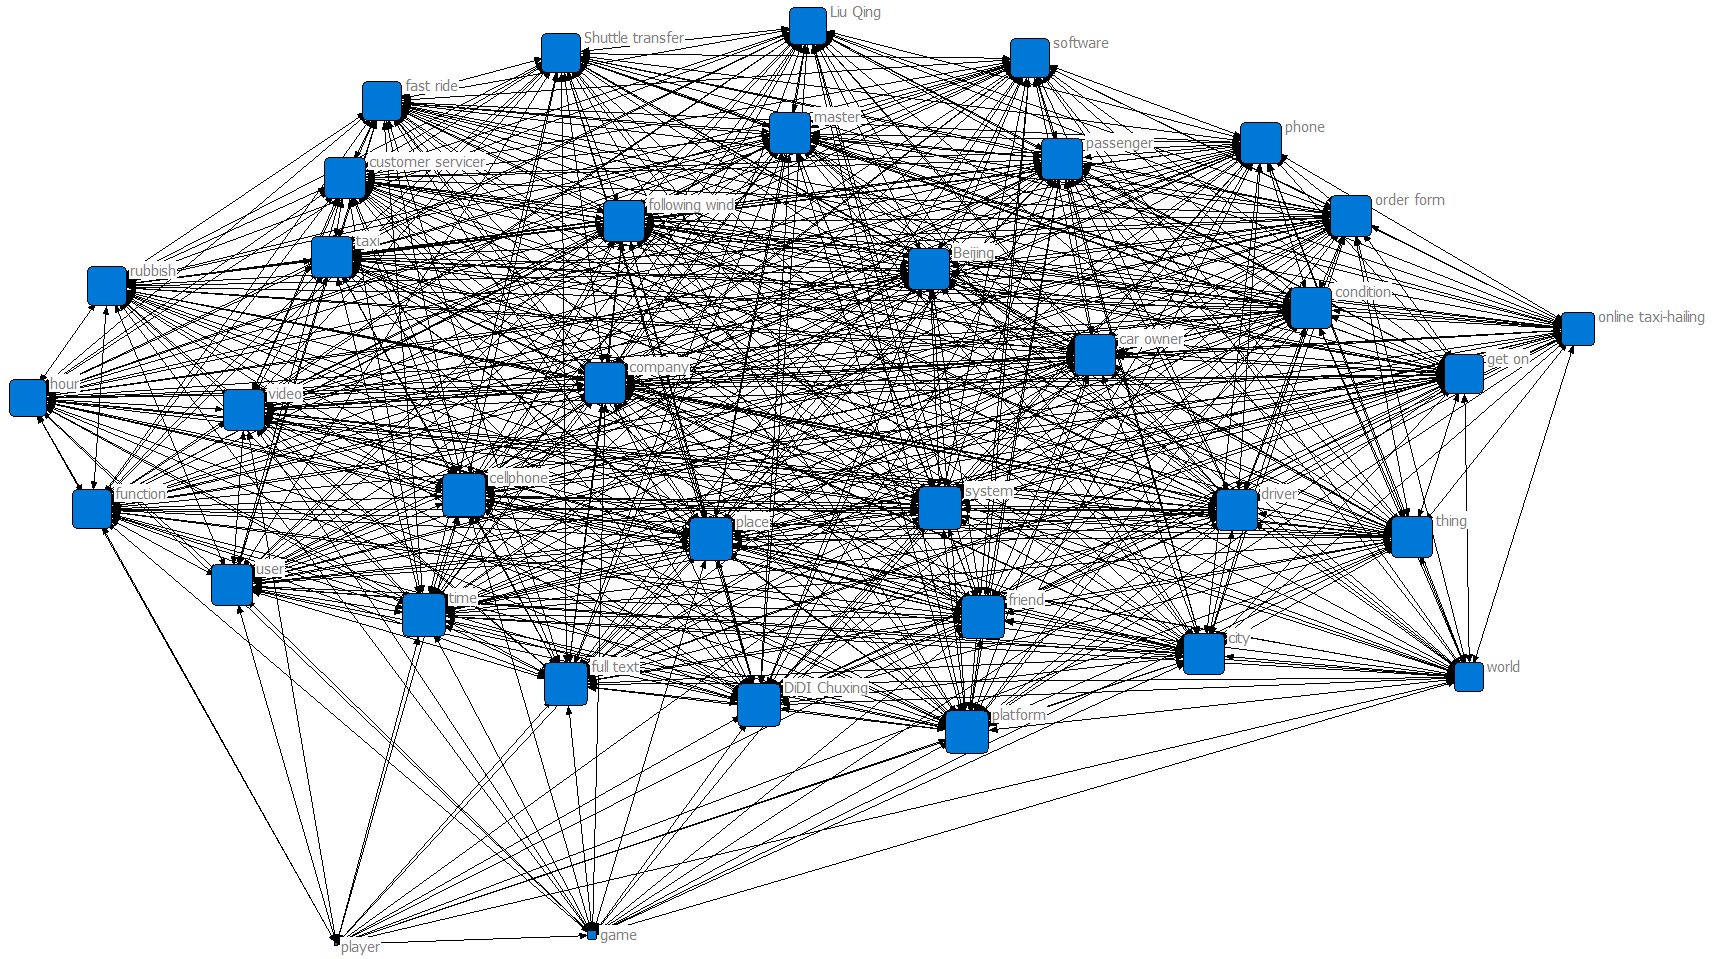 Liu Qing
Shuttle transfer
software
fast ride
master
phone
passenger
customer servicer
order form
following wind
taxi
Beijing
rubbish
condition
online taxi-hailing
car owner
get on
company
hour
video
cellphone
system
function
driver
place
thing
user
time
friend
city
full text
world
DiDI Chuxing
platform
game
player